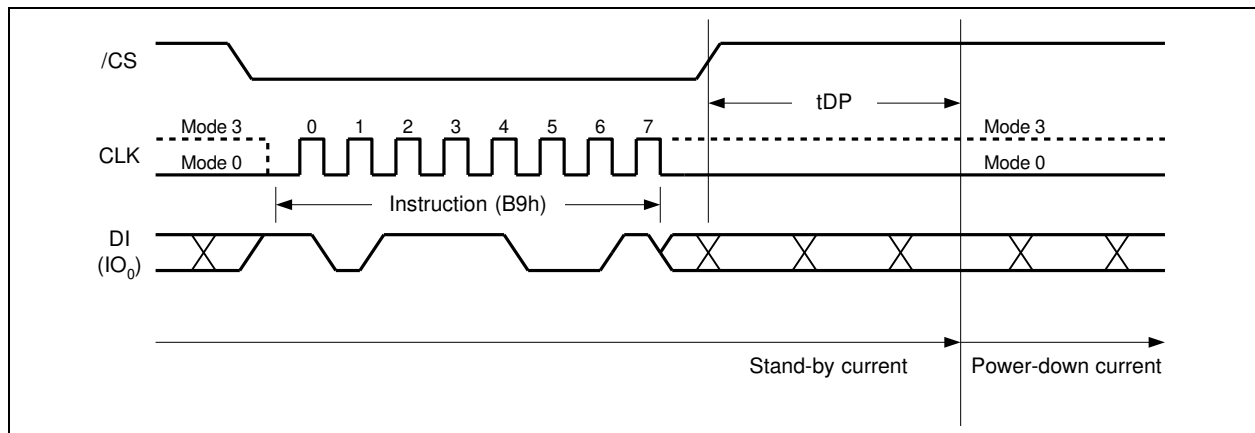 /CS
tDP
Mode 3 0 1 2 3 4 5 6 7 Mode 3
CLK
Mode 0 Mode 0
Instruction (B9h)
DI
(IO0)
Stand-by current Power-down current